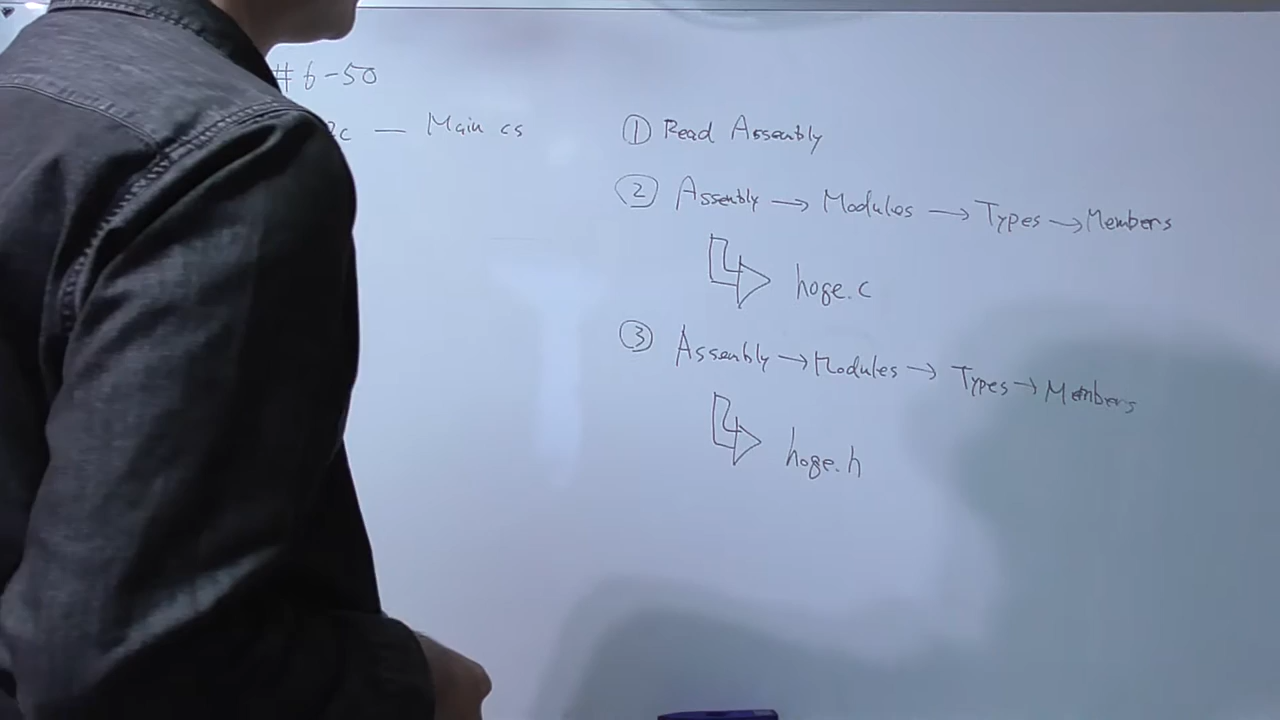 #6-50
2c — Main cs
① Read Assembly
② Assembly → Modules → Types → Members
hoge.c
③ Assembly → Modules → Types → Members
hoge.h